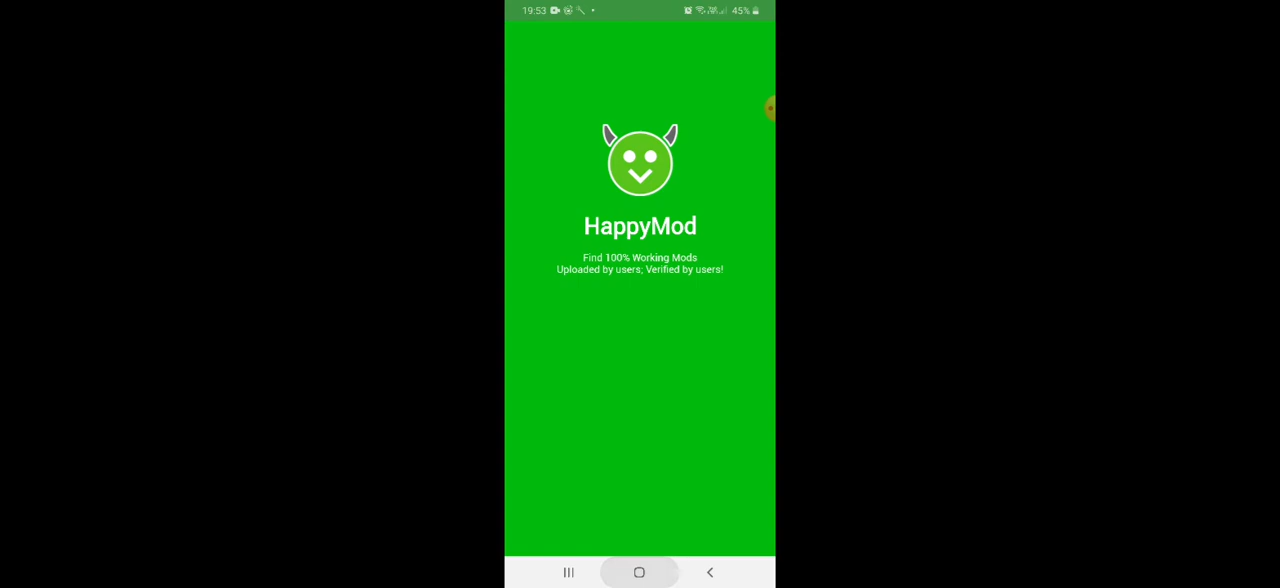 19:53
45%
HappyMod
Find 100% Working Mods
Uploaded by users; Verified by users!